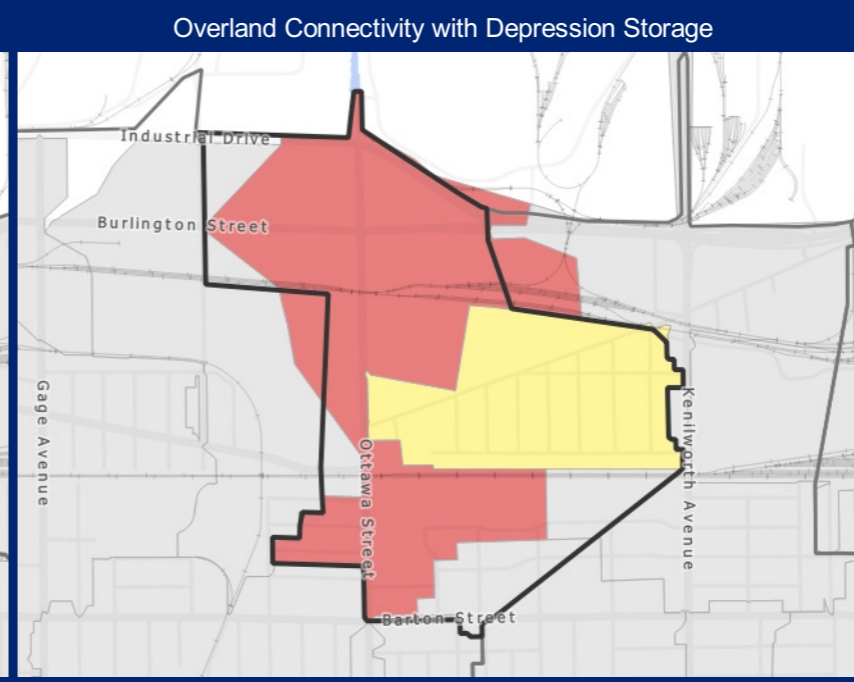 Overland Connectivity with Depression Storage
Industrial Drive
Burlington Street
Gage Avenue
Ottawa Street
Kenilworth Avenue
Barton Street